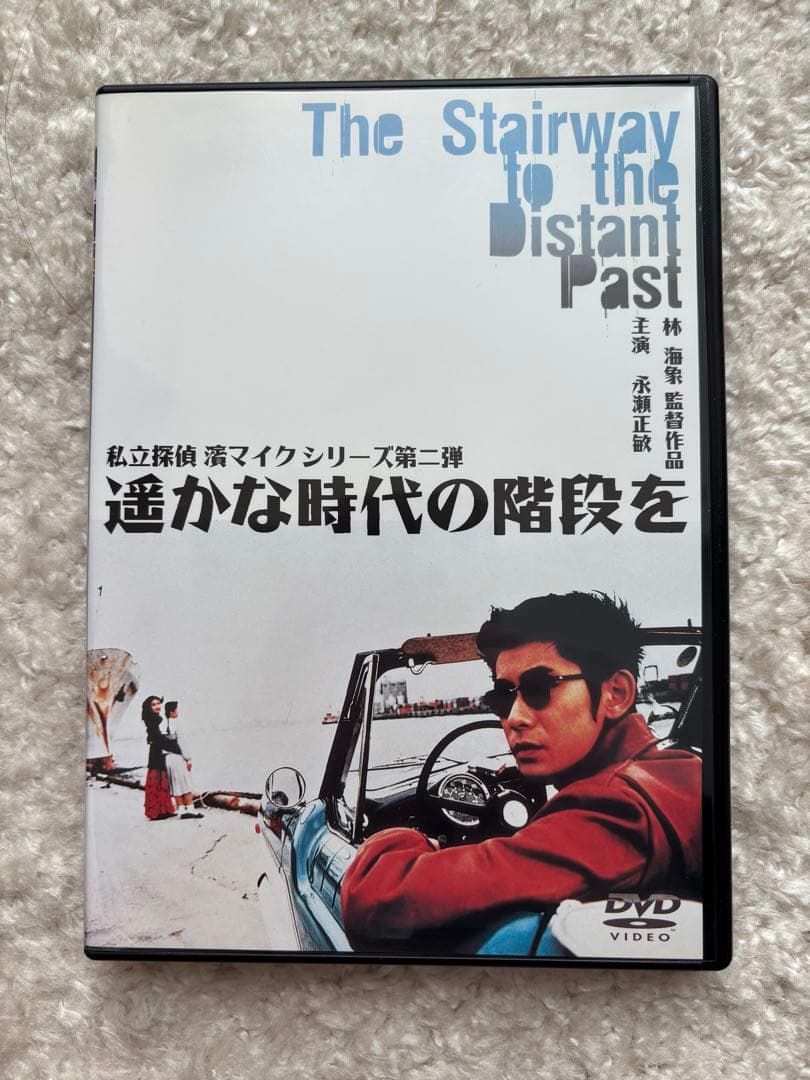 The Stairway
to the
Distant
Past
林 海象 監督作品
主演 永瀬正敏
私立探偵 濱マイク シリーズ第二弾
遥かな時代の階段を
DVD
VIDEO